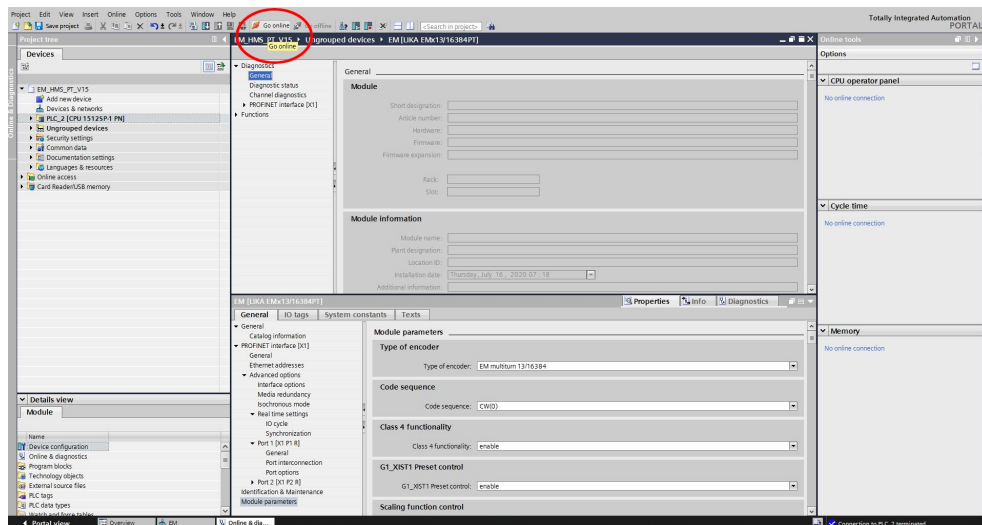 Project Edit View Insert Online Options Tools Window Help
Totally Integrated Automation
PORTAL
Save project
Go online
Go offline
<Search in project>
Project tree
EM_HMS_PT_V15 ▸ Ungrouped devices ▸ EM [LIKA EMx13/16384PT]
Go online
Online tools
Devices
Options
Online & Diagnostics
EM_HMS_PT_V15
Add new device
Devices & networks
PLC_2 [CPU 1512SP-1 PN]
Ungrouped devices
Security settings
Common data
Documentation settings
Languages & resources
Online access
Card Reader/USB memory
Diagnostics
General
Diagnostic status
Channel diagnostics
PROFINET interface [X1]
Functions
General
Module
Short designation:
Article number:
Hardware:
Firmware:
Firmware expansion:
Rack:
Slot:
Module information
Module name:
Plant designation:
Location ID:
Installation date: Thursday, July 16, 2020 07 : 18
Additional information:
CPU operator panel
No online connection
Cycle time
No online connection
Memory
No online connection
EM [LIKA EMx13/16384PT]
Properties Info Diagnostics
General IO tags System constants Texts
General
Catalog information
PROFINET interface [X1]
General
Ethernet addresses
Advanced options
Interface options
Media redundancy
Isochronous mode
Real time settings
IO cycle
Synchronization
Port 1 [X1 P1 R]
General
Port interconnection
Port options
Port 2 [X1 P2 R]
Identification & Maintenance
Module parameters
Module parameters
Type of encoder
Type of encoder: EM multiturn 13/16384
Code sequence
Code sequence: CW(0)
Class 4 functionality
Class 4 functionality: enable
G1_XIST1 Preset control
G1_XIST1 Preset control: enable
Scaling function control
Details view
Module
Name
Device configuration
Online & diagnostics
Program blocks
Technology objects
External source files
PLC tags
PLC data types
Watch and force tables
Portal view
Overview
EM
Online & dia...
Connection to PLC_2 terminated